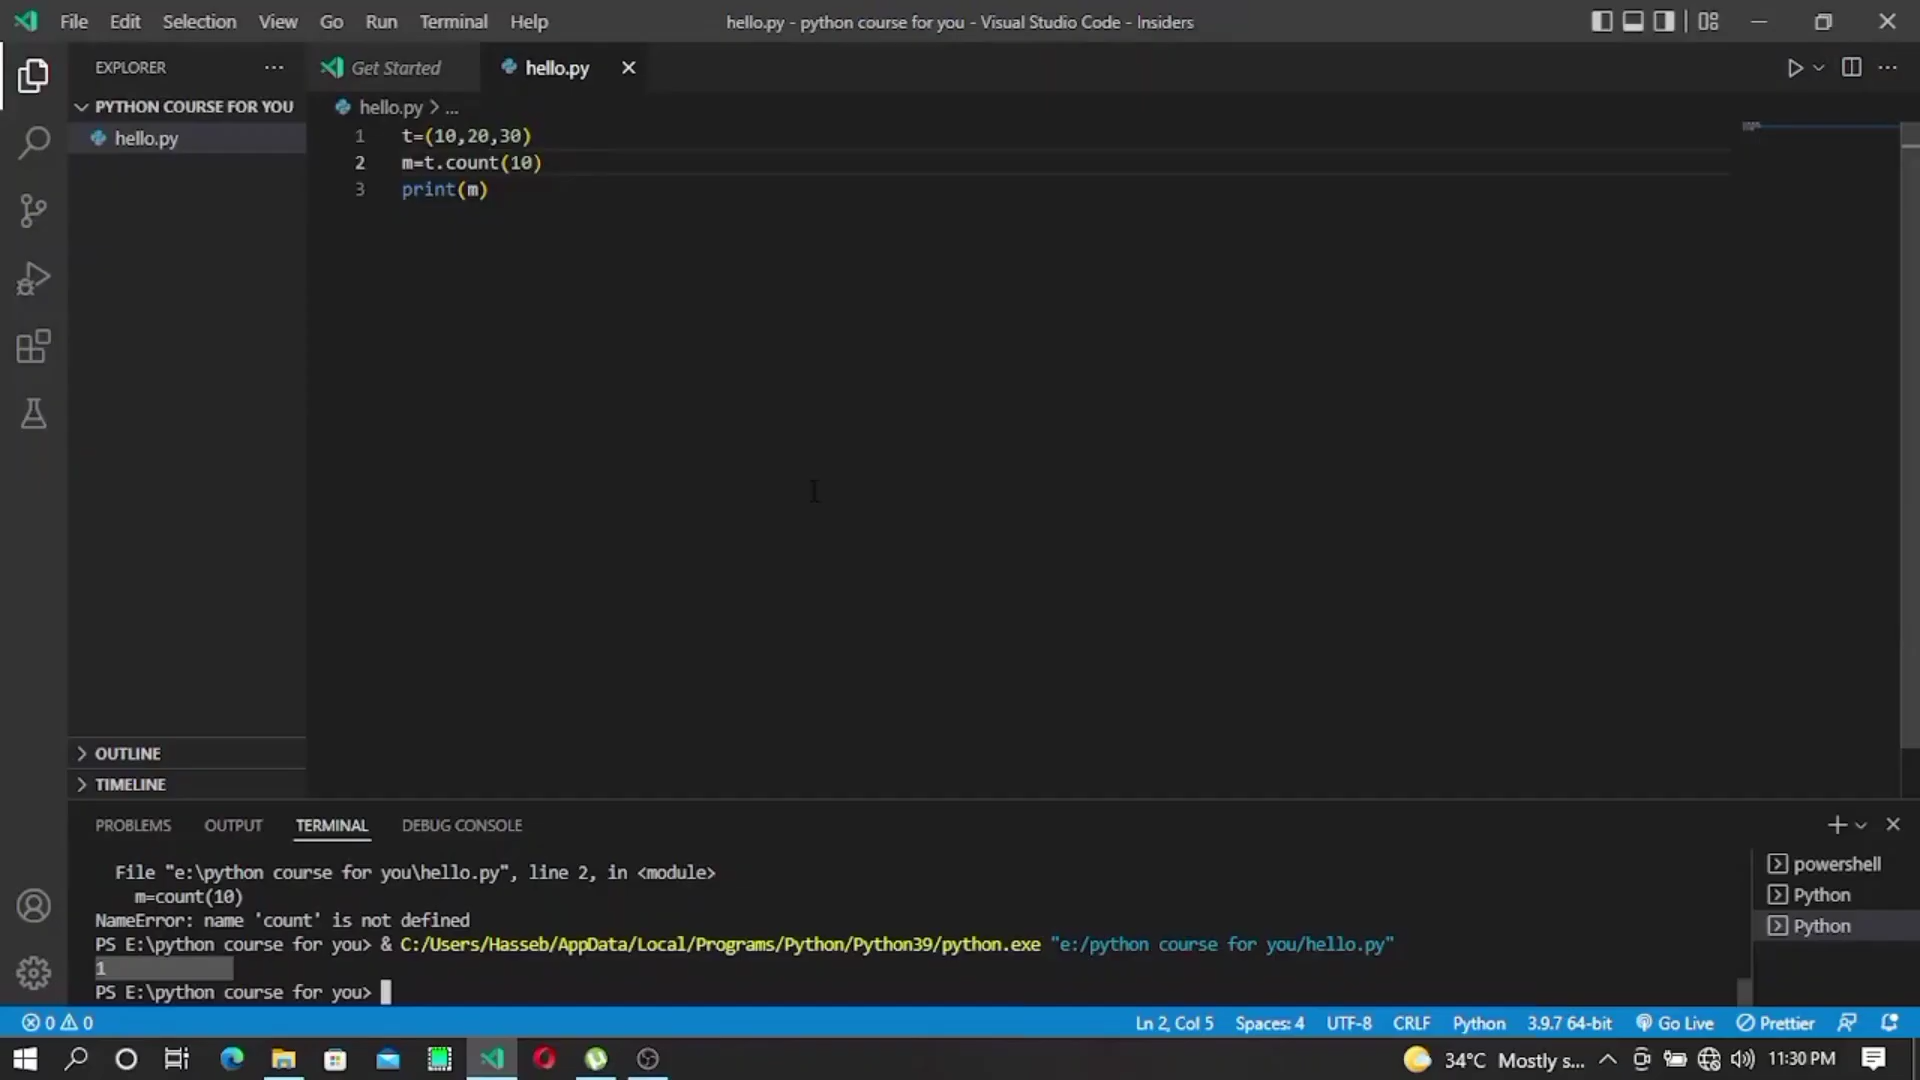 File Edit Selection View Go Run Terminal Help
hello.py - python course for you - Visual Studio Code - Insiders
EXPLORER
Get Started
hello.py
PYTHON COURSE FOR YOU
hello.py
hello.py > ...
1 t=(10,20,30)
2 m=t.count(10)
3 print(m)
OUTLINE
TIMELINE
PROBLEMS OUTPUT TERMINAL DEBUG CONSOLE
File "e:\python course for you\hello.py", line 2, in <module>
m=count(10)
NameError: name 'count' is not defined
PS E:\python course for you> & C:/Users/Hasseb/AppData/Local/Programs/Python/Python39/python.exe "e:/python course for you/hello.py"
1
PS E:\python course for you>
powershell
Python
Python
0 0
Ln 2, Col 5 Spaces: 4 UTF-8 CRLF Python 3.9.7 64-bit Go Live Prettier
34°C Mostly s... 11:30 PM